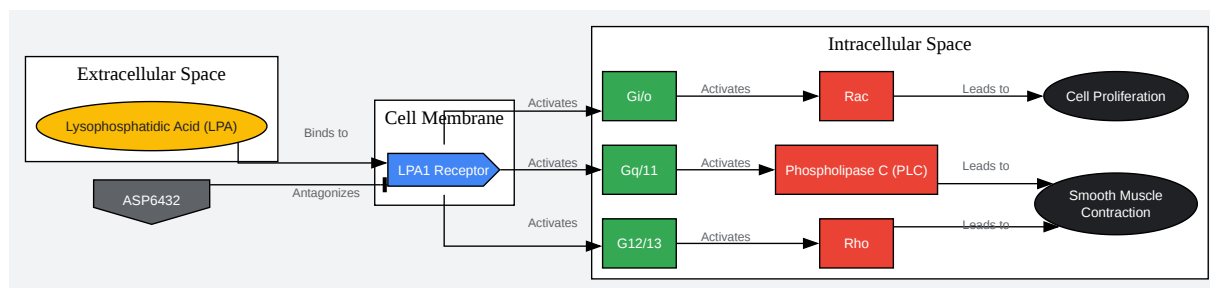 Intracellular Space
Extracellular Space
Lysophosphatidic Acid (LPA)
Binds to
Cell Membrane
Activates
Gi/o
Activates
Rac
Leads to
Cell Proliferation
LPA1 Receptor
Activates
Gq/11
Activates
Phospholipase C (PLC)
Leads to
ASP6432
Antagonizes
Smooth Muscle
Contraction
Activates
G12/13
Activates
Rho
Leads to